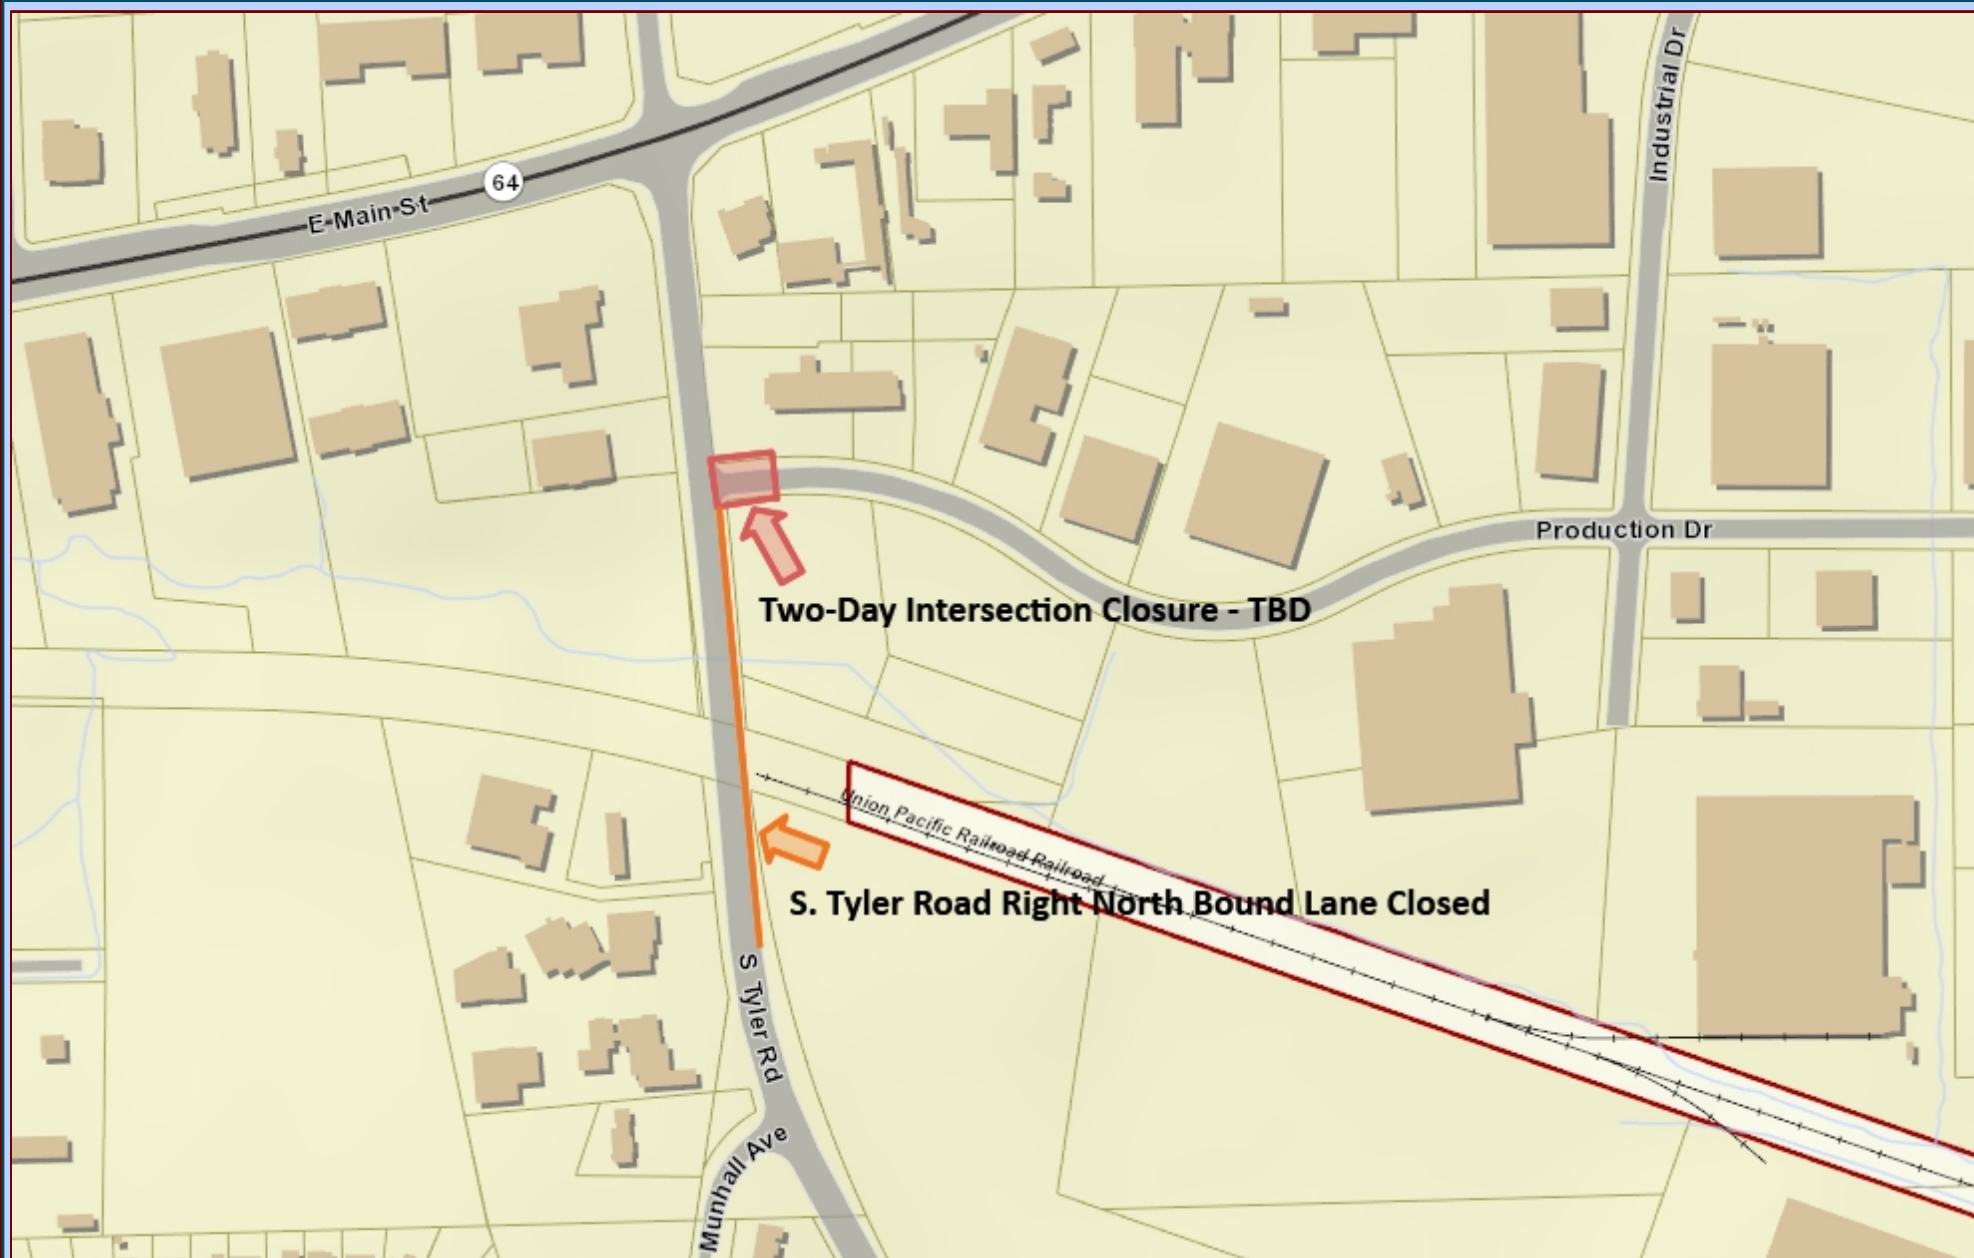 Industrial Dr
64
E Main St
Production Dr
Two-Day Intersection Closure - TBD
Union Pacific Railroad Railroad
S. Tyler Road Right North Bound Lane Closed
S Tyler Rd
Munhall Ave